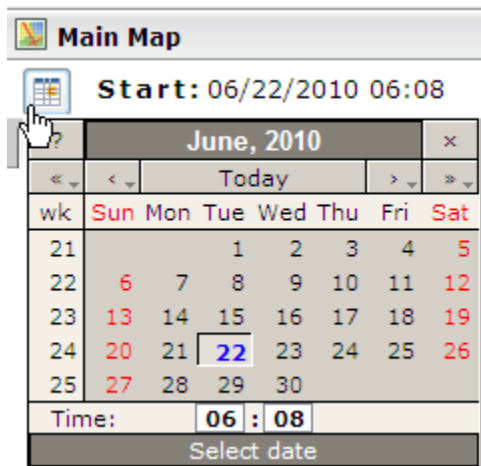 Main Map
Start: 06/22/2010 06:08
? June, 2010 ×
« ‹ Today › »
wk Sun Mon Tue Wed Thu Fri Sat
21 1 2 3 4 5
22 6 7 8 9 10 11 12
23 13 14 15 16 17 18 19
24 20 21 22 23 24 25 26
25 27 28 29 30
Time: 06 : 08
Select date